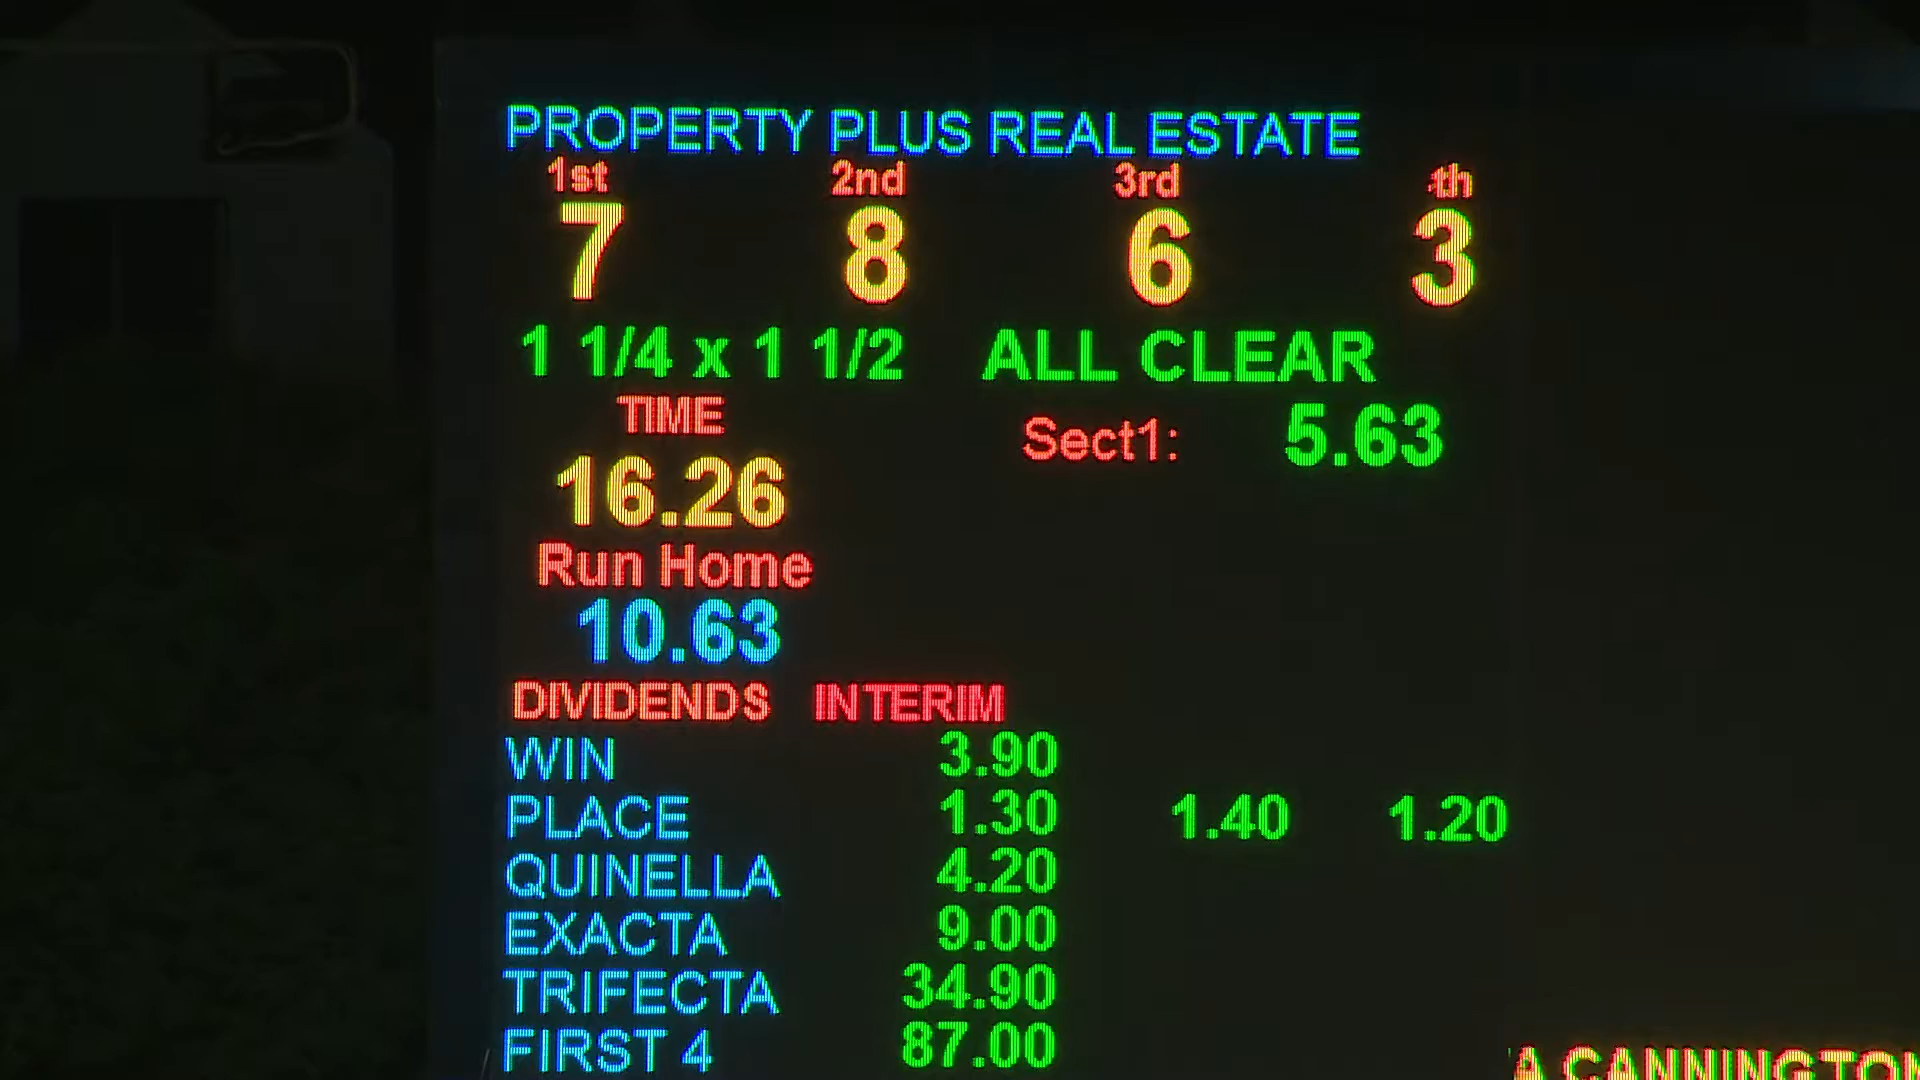 PROPERTY PLUS REAL ESTATE
1st 2nd 3rd th
7 8 6 3
1 1/4 x 1 1/2 ALL CLEAR
TIME Sect1: 5.63
16.26
Run Home
10.63
DIVIDENDS INTERIM
WIN 3.90
PLACE 1.30 1.40 1.20
QUINELLA 4.20
EXACTA 9.00
TRIFECTA 34.90
FIRST 4 87.00
A CANNINGTON